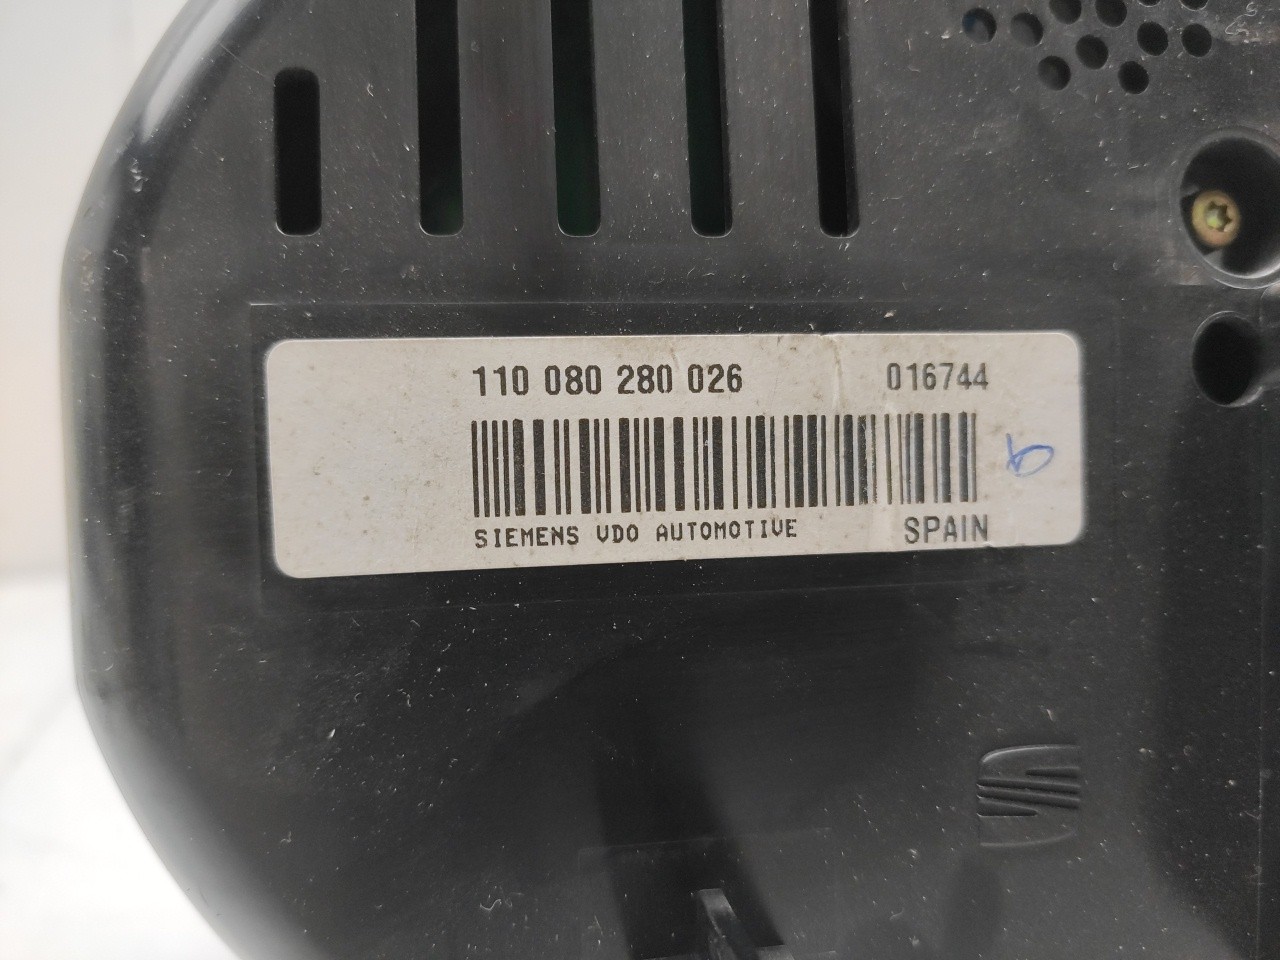 110 080 280 026 016744
SIEMENS VDO AUTOMOTIVE SPAIN